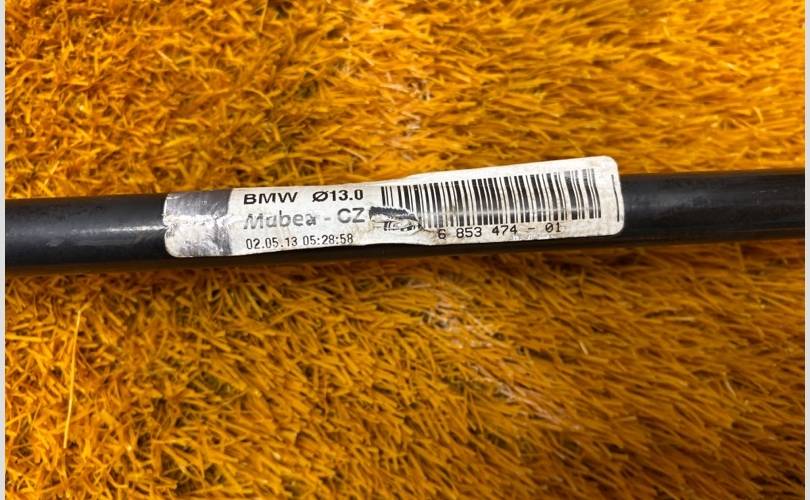 BMW Ø13.0
Mubea - CZ
02.05.13 05:28:58
6 853 474 - 01